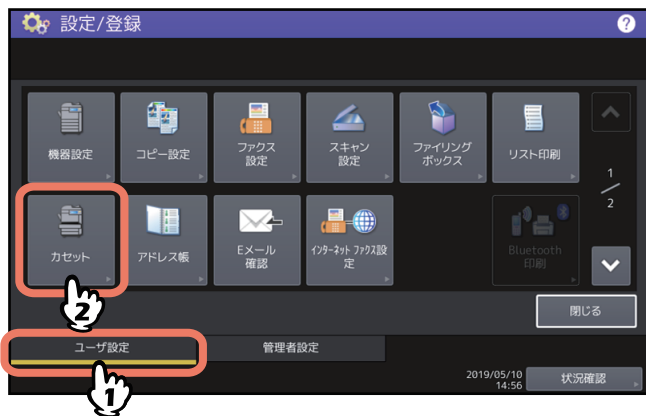 設定/登録
?
機器設定
コピー設定
ファクス
設定
スキャン
設定
ファイリング
ボックス
リスト印刷
1
2
カセット
アドレス帳
Eメール
確認
インターネット ファクス設
定
Bluetooth
印刷
2
閉じる
ユーザ設定
管理者設定
1
2019/05/10
14:56
状況確認